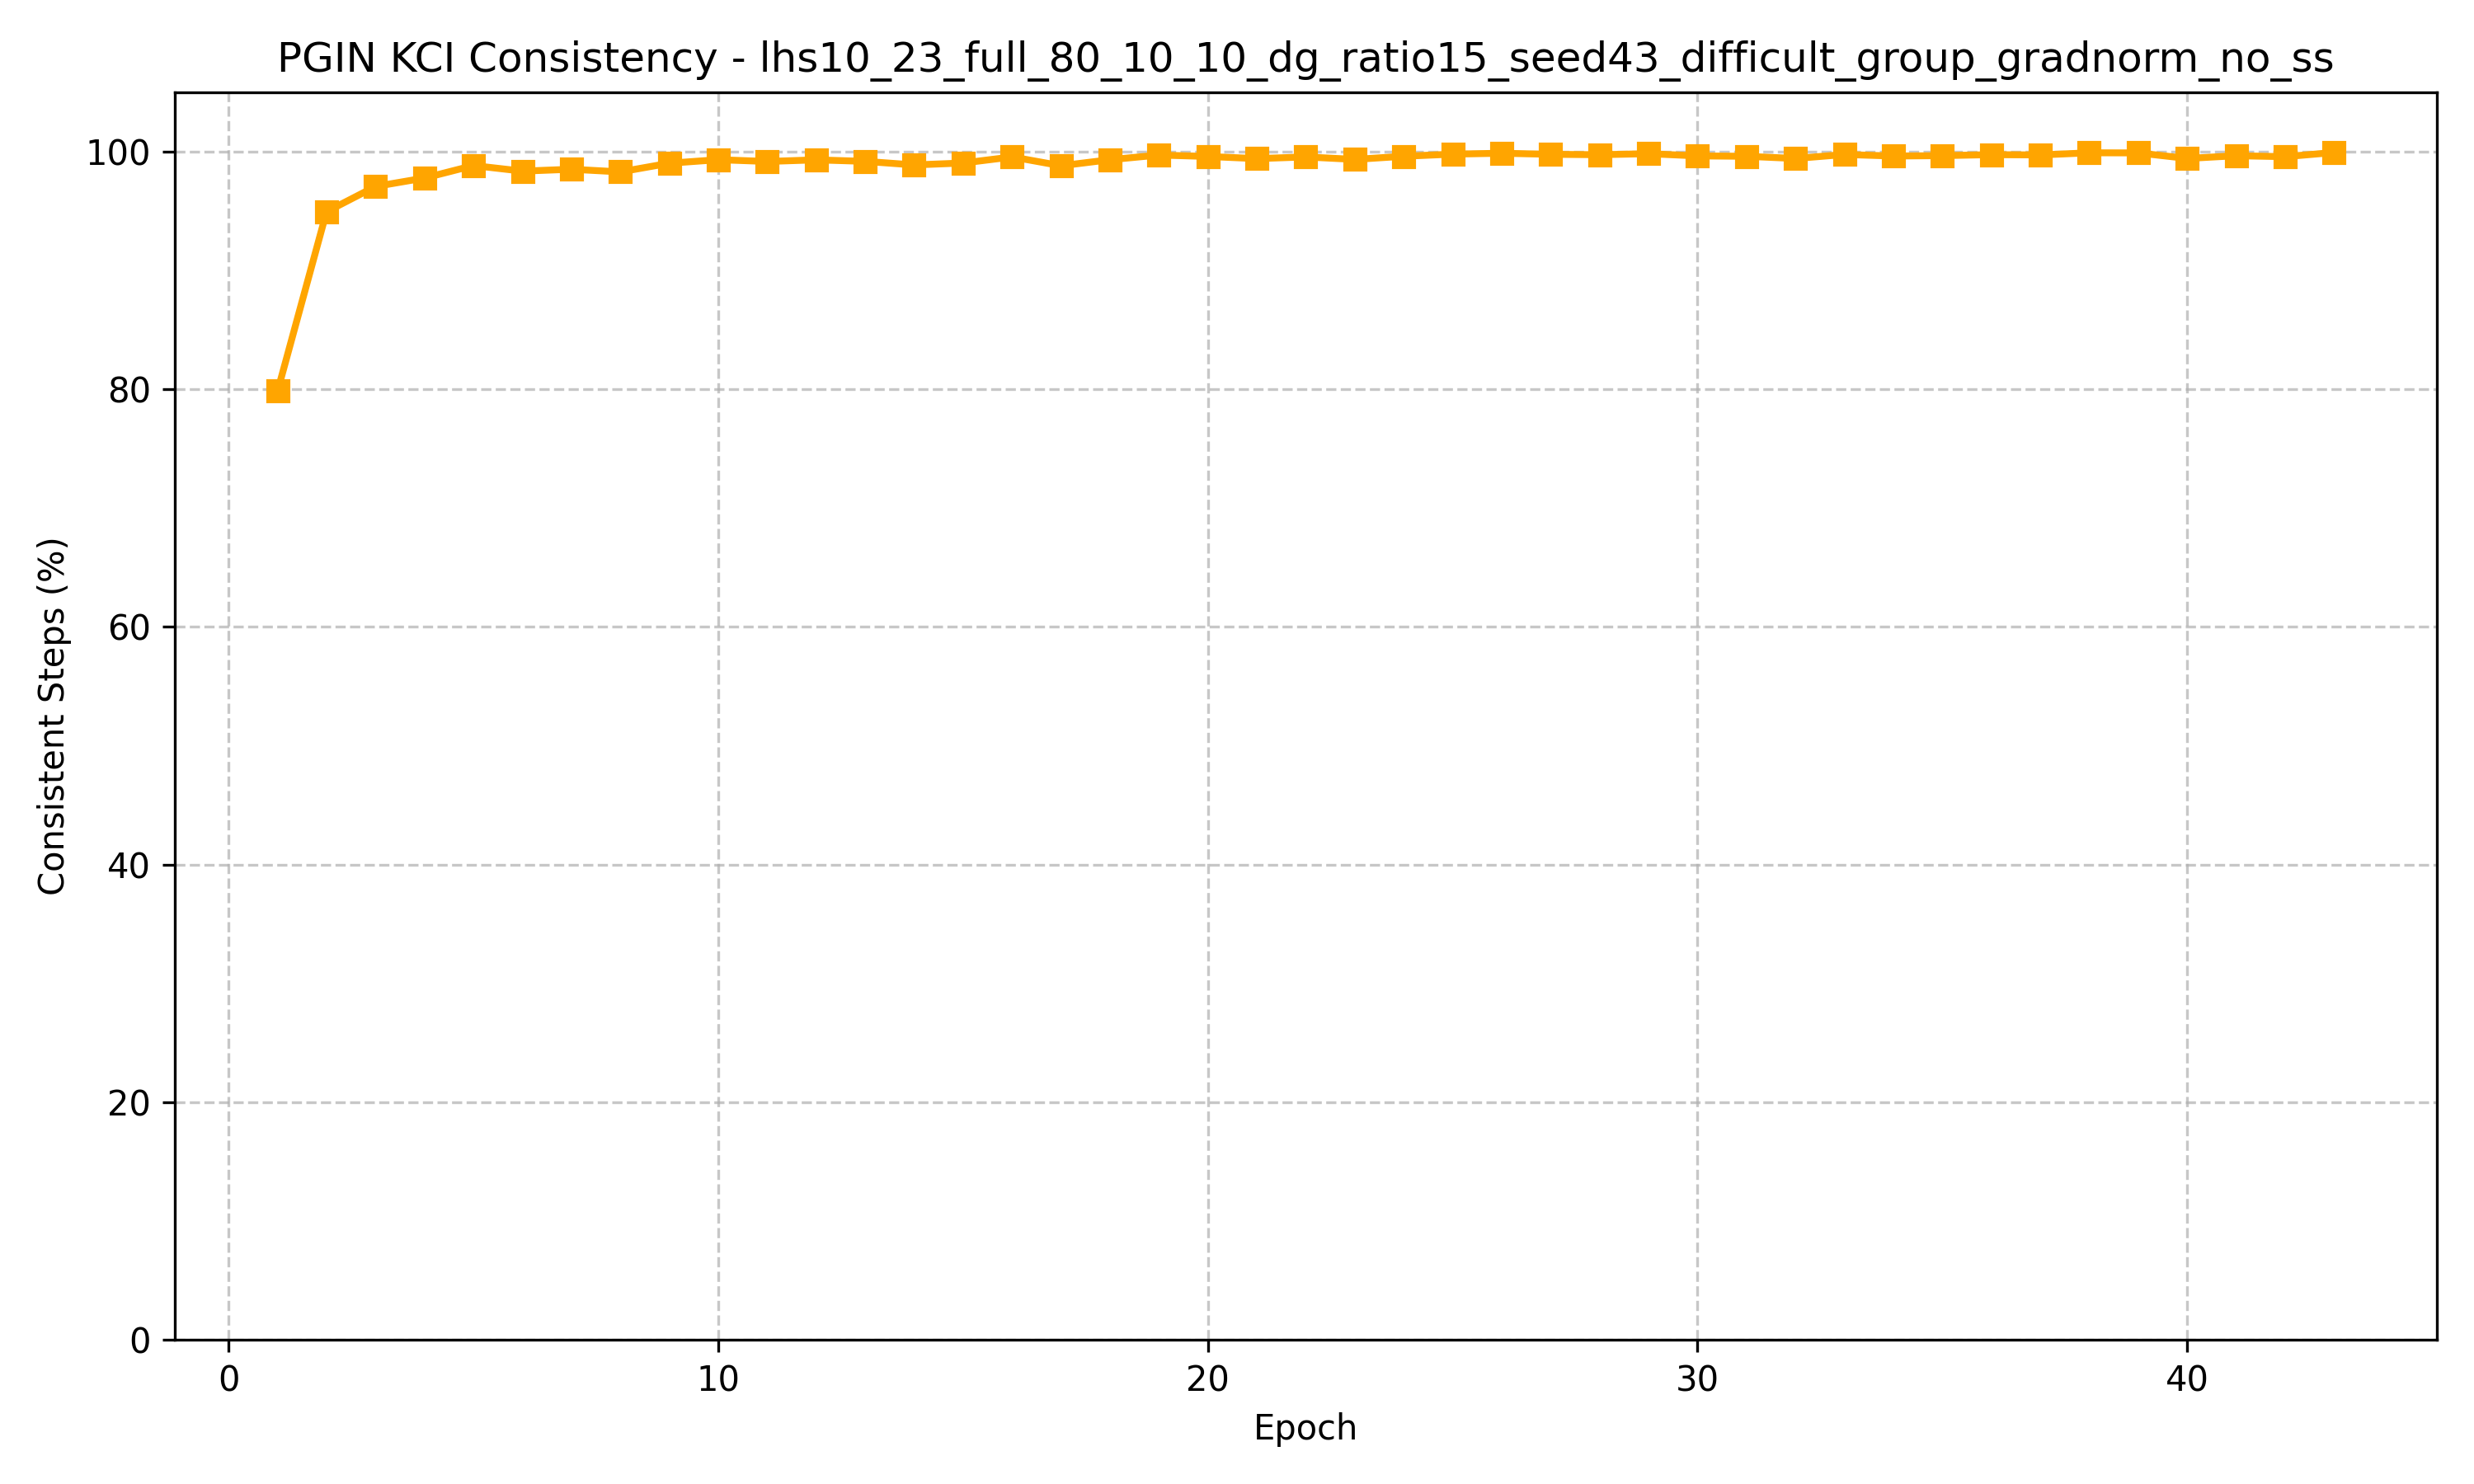 PGIN KCI Consistency - lhs10_23_full_80_10_10_dg_ratio15_seed43_difficult_group_gradnorm_no_ss
100
80
60
40
20
0
Consistent Steps (%)
0 10 20 30 40
Epoch